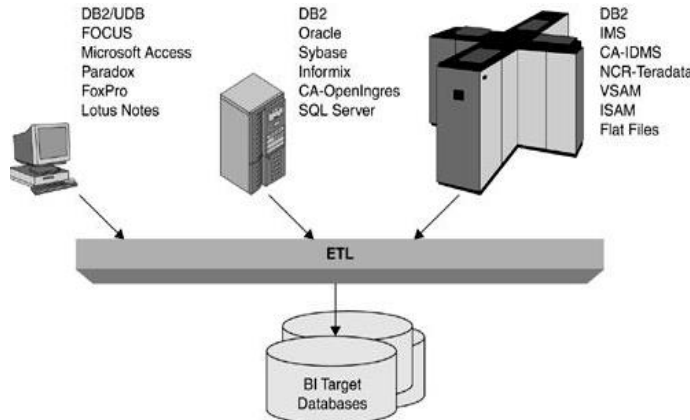 DB2/UDB
FOCUS
Microsoft Access
Paradox
FoxPro
Lotus Notes
DB2
Oracle
Sybase
Informix
CA-OpenIngres
SQL Server
DB2
IMS
CA-IDMS
NCR-Teradata
VSAM
ISAM
Flat Files
ETL
BI Target
Databases